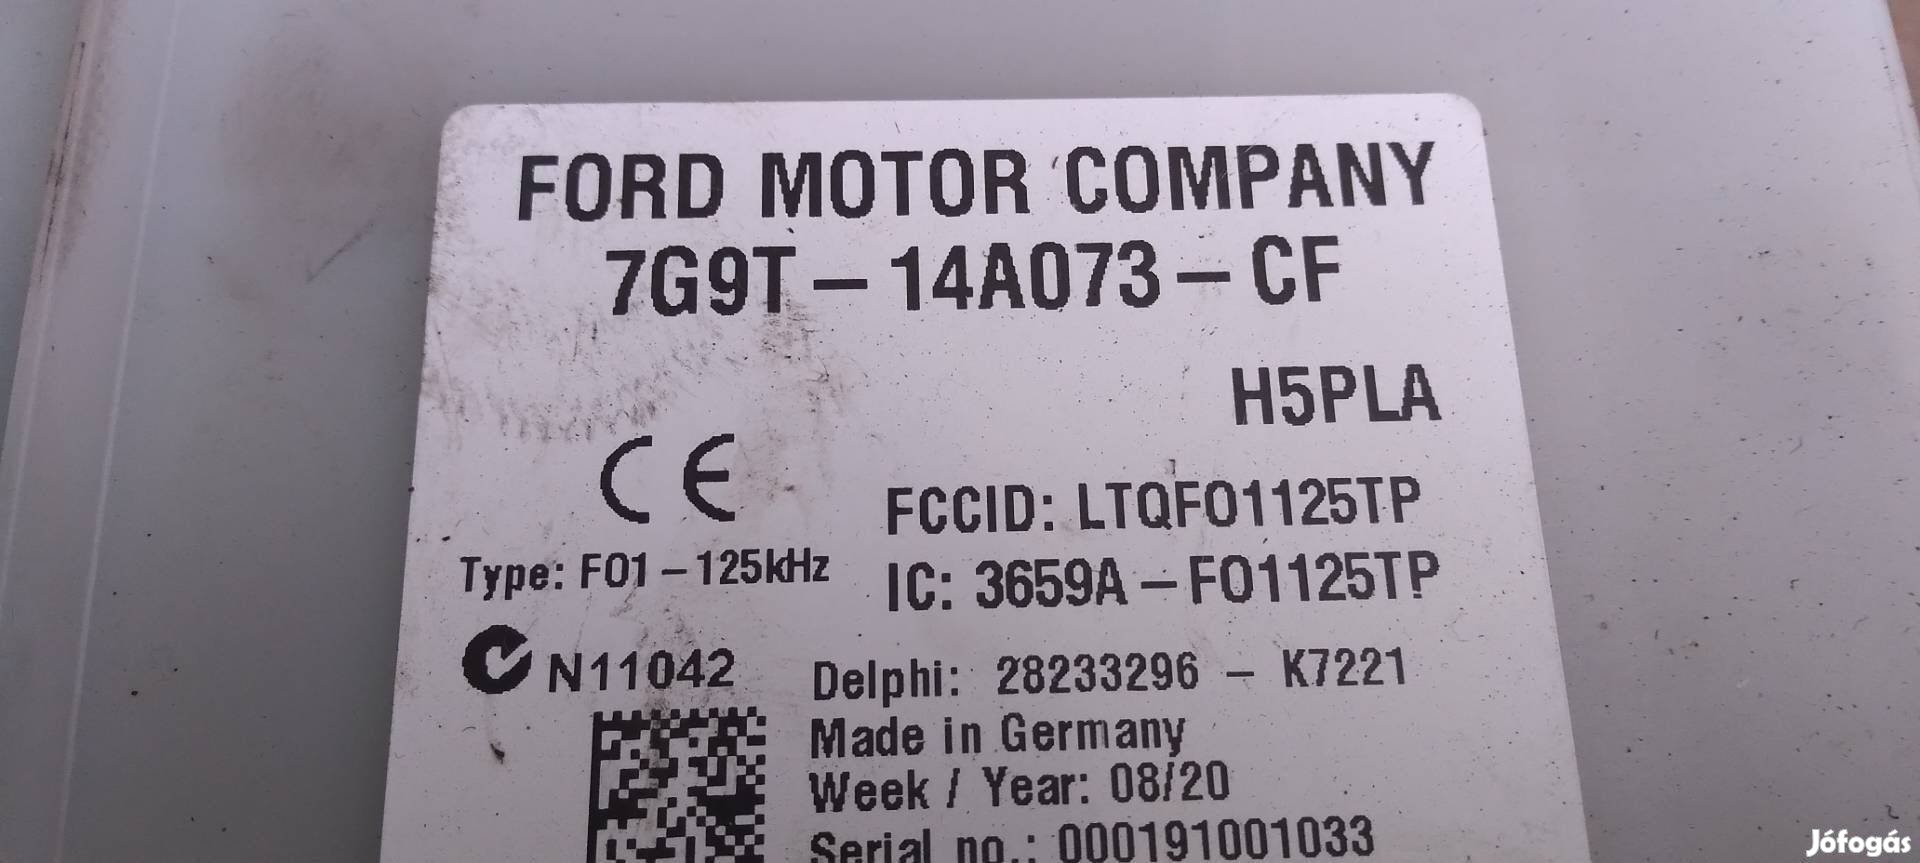 FORD MOTOR COMPANY
7G9T – 14A073 – CF
H5PLA
CE
FCCID: LTQFO1125TP
Type: FO1 – 125kHz
IC: 3659A – FO1125TP
N11042
Delphi: 28233296 – K7221
Made in Germany
Week / Year: 08/20
Serial no.: 000191001033
Jófogás